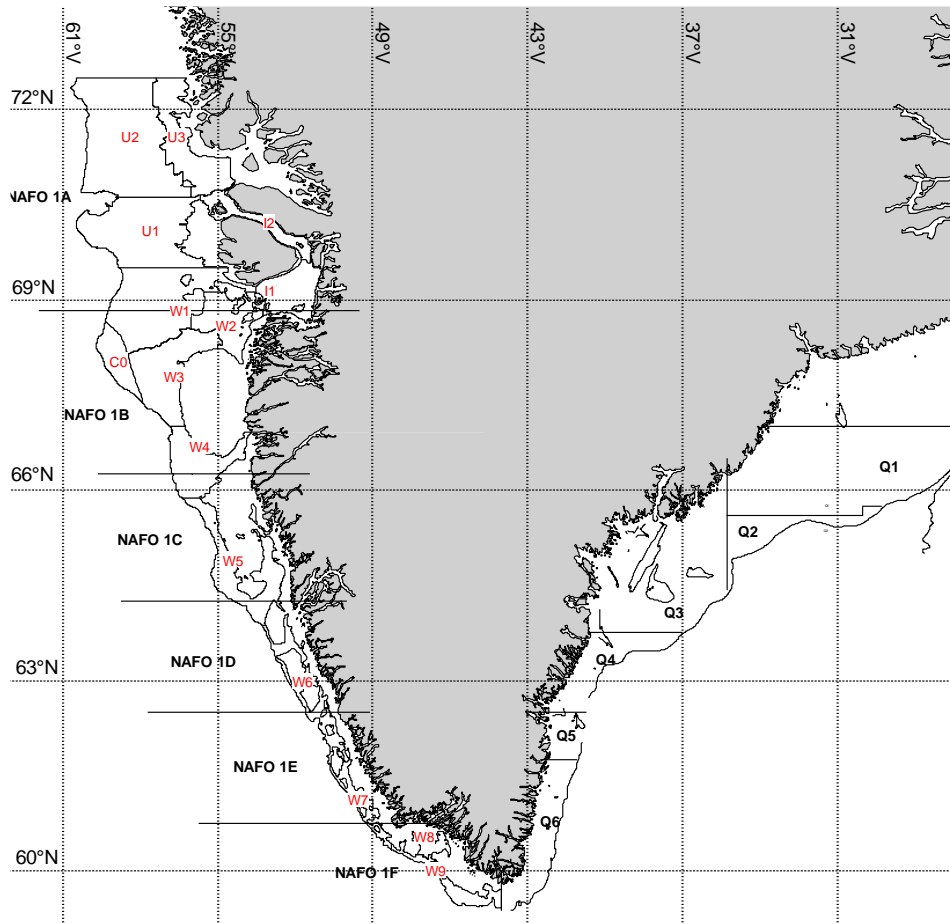 61°V
55°V
49°V
43°V
37°V
31°V
72°N
U2
U3
NAFO 1A
I2
U1
69°N
I1
W1
W2
C0
W3
NAFO 1B
W4
66°N
Q1
Q2
NAFO 1C
W5
Q3
NAFO 1D
Q4
63°N
W6
Q5
NAFO 1E
W7
Q6
W8
60°N
NAFO 1F
W9